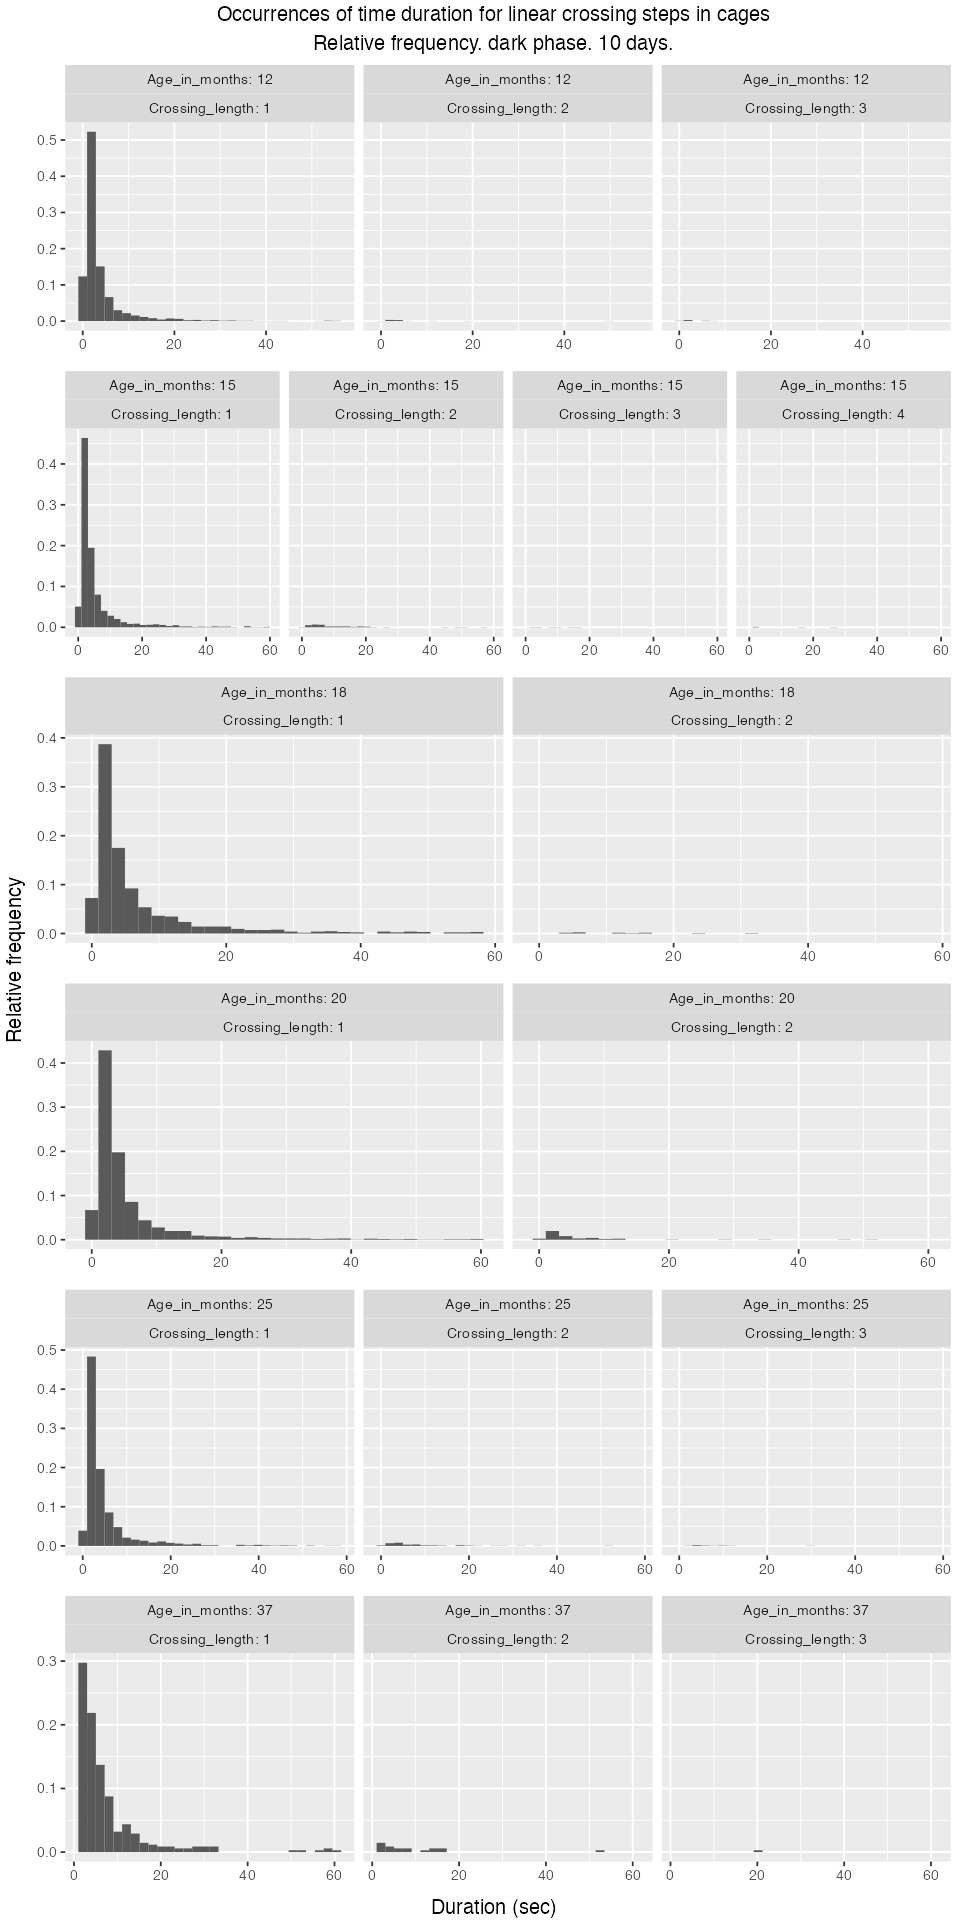 Occurrences of time duration for linear crossing steps in cages
Relative frequency. dark phase. 10 days.
Age_in_months: 12 Age_in_months: 12 Age_in_months: 12
Crossing_length: 1 Crossing_length: 2 Crossing_length: 3
0.5
0.4
0.3
0.2
0.1
0.0
0 20 40 0 20 40 0 20 40
Age_in_months: 15 Age_in_months: 15 Age_in_months: 15 Age_in_months: 15
Crossing_length: 1 Crossing_length: 2 Crossing_length: 3 Crossing_length: 4
0.4
0.3
0.2
0.1
0.0
0 20 40 60 0 20 40 60 0 20 40 60 0 20 40 60
Age_in_months: 18 Age_in_months: 18
Crossing_length: 1 Crossing_length: 2
0.4
0.3
0.2
0.1
0.0
0 20 40 60 0 20 40 60
Relative frequency
Age_in_months: 20 Age_in_months: 20
Crossing_length: 1 Crossing_length: 2
0.4
0.3
0.2
0.1
0.0
0 20 40 60 0 20 40 60
Age_in_months: 25 Age_in_months: 25 Age_in_months: 25
Crossing_length: 1 Crossing_length: 2 Crossing_length: 3
0.5
0.4
0.3
0.2
0.1
0.0
0 20 40 60 0 20 40 60 0 20 40 60
Age_in_months: 37 Age_in_months: 37 Age_in_months: 37
Crossing_length: 1 Crossing_length: 2 Crossing_length: 3
0.3
0.2
0.1
0.0
0 20 40 60 0 20 40 60 0 20 40 60
Duration (sec)